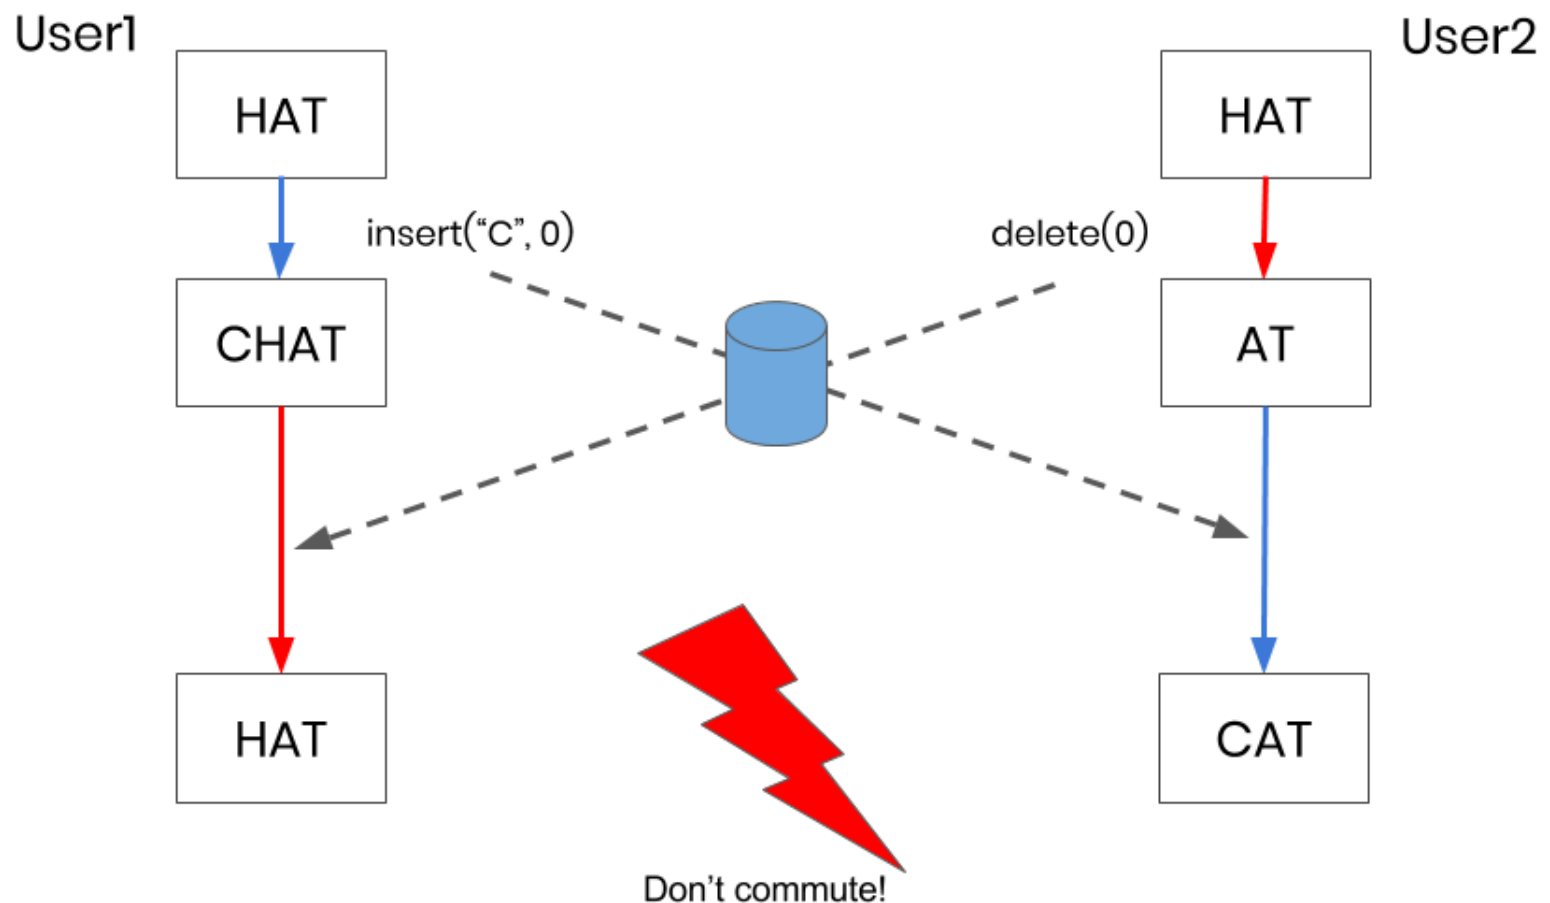 User1
User2
HAT
HAT
insert(“C”, 0)
delete(0)
CHAT
AT
HAT
CAT
Don’t commute!